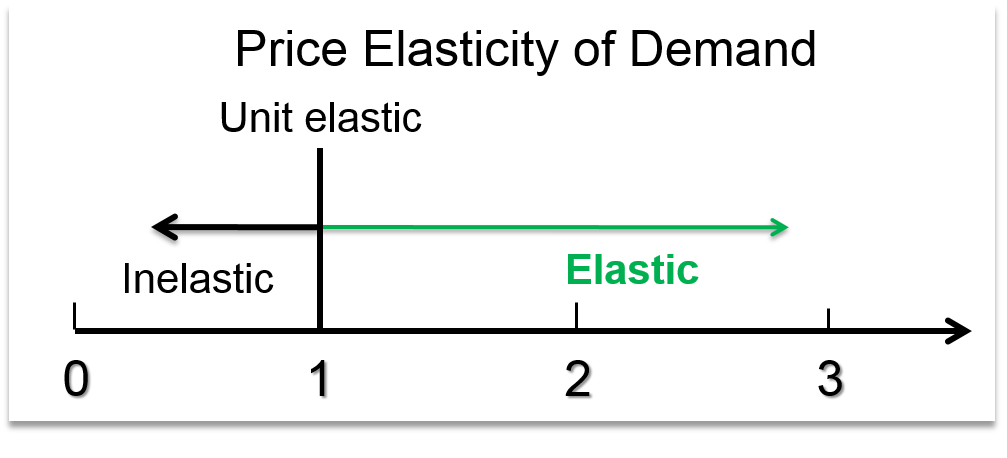 Price Elasticity of Demand
Unit elastic
Inelastic
Elastic
0 1 2 3